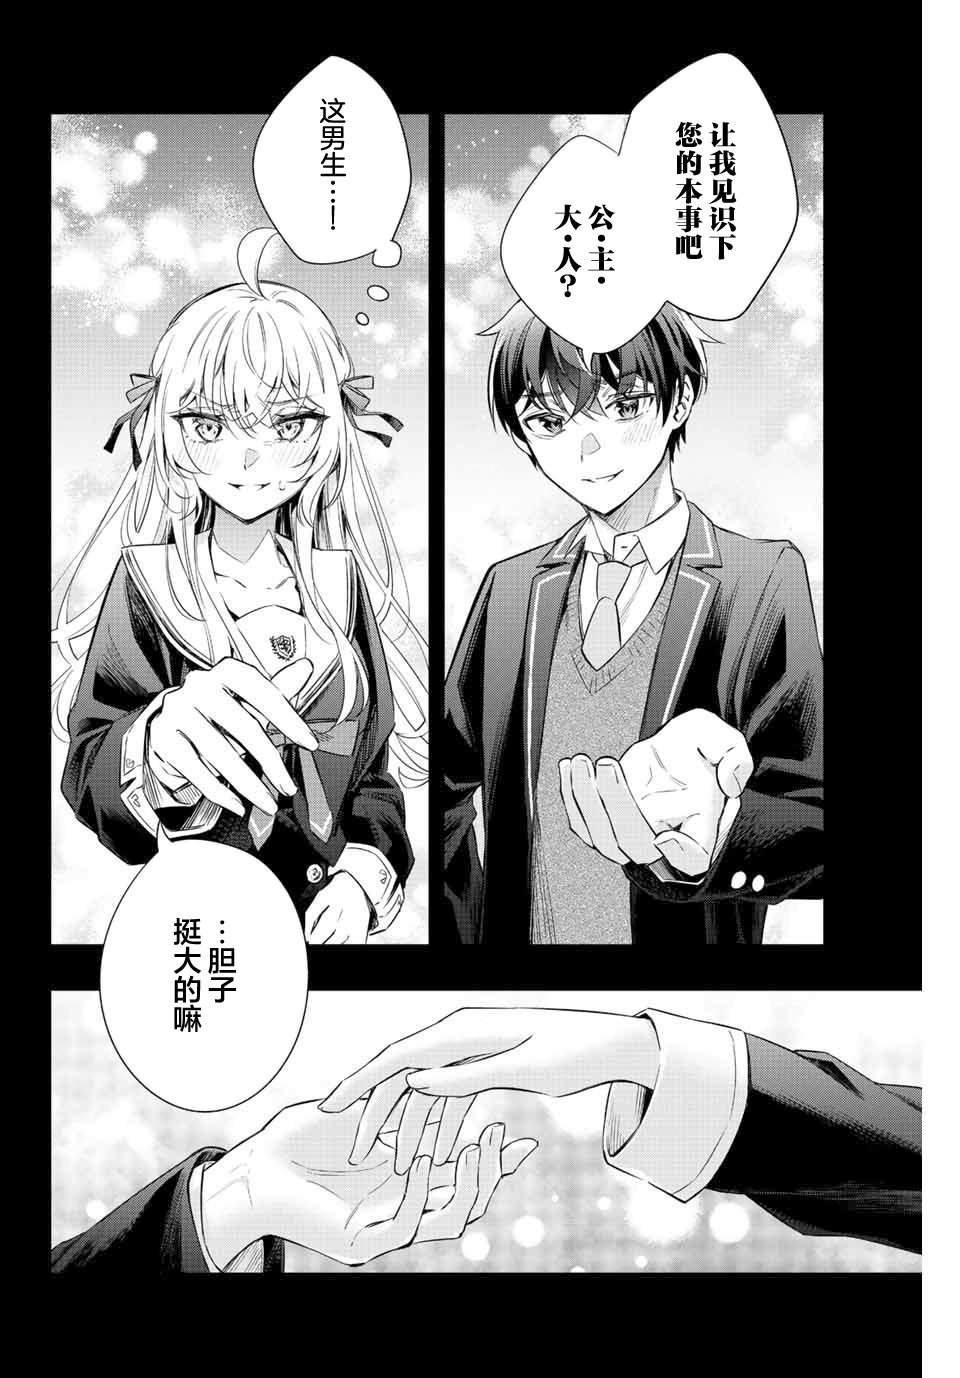 让我见识下
您的本事吧
公·主·
大·人？
这男生…！
…胆子
挺大的嘛